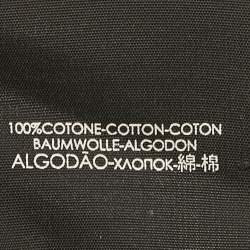 100%COTONE-COTTON-COTON
BAUMWOLLE-ALGODON
ALGODÃO-ХЛОПОК-綿-棉